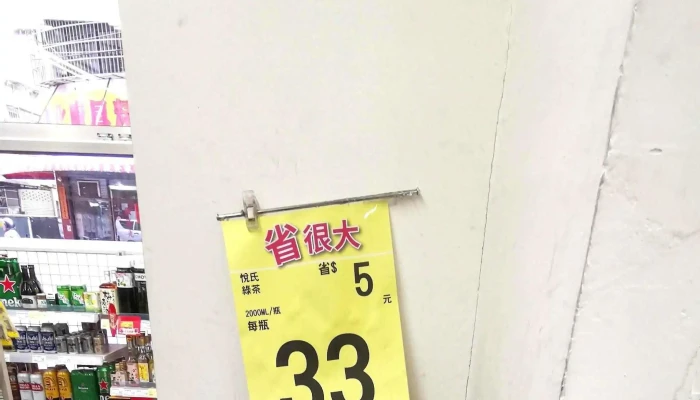 省很大
悅氏
綠茶
省$ 5 元
2000ML/瓶
每瓶
33